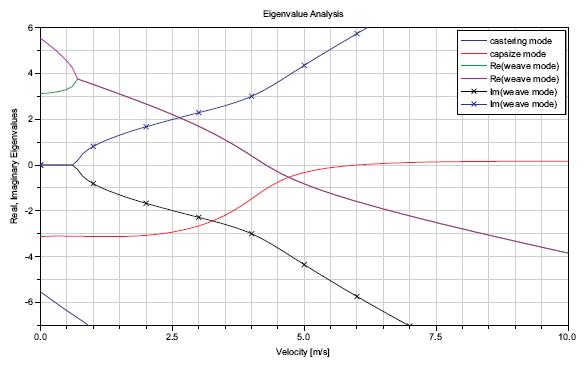 Eigenvalue Analysis
6
4
2
0
-2
-4
-6
Real, Imaginary Eigenvalues
castering mode
capsize mode
Re(weave mode)
Re(weave mode)
Im(weave mode)
Im(weave mode)
0.0
2.5
5.0
7.5
10.0
Velocity [m/s]